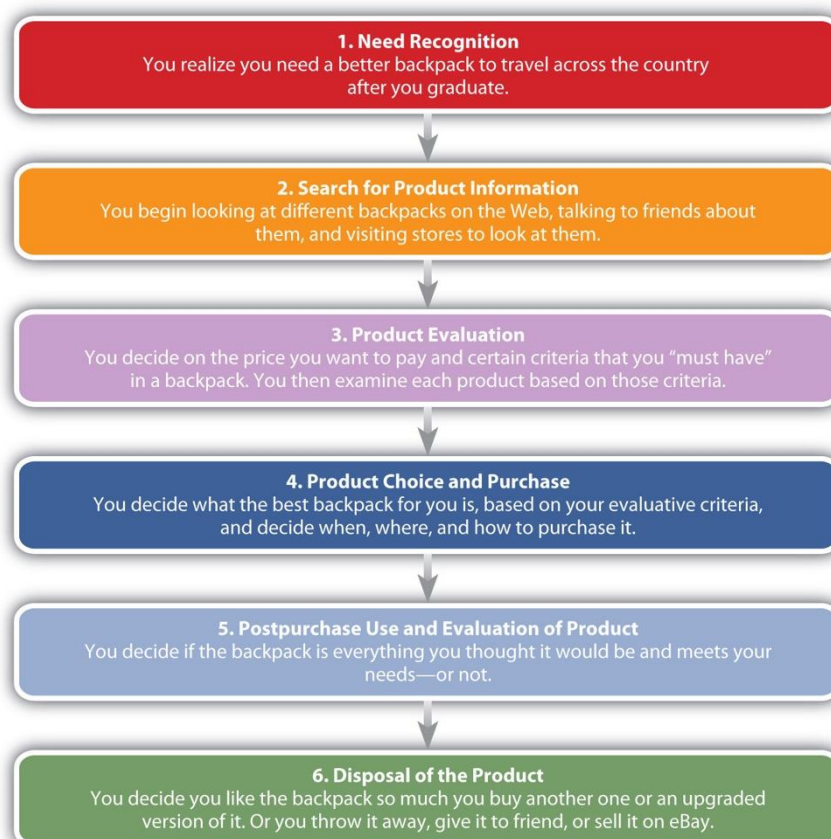 1. Need Recognition
You realize you need a better backpack to travel across the country
after you graduate.
2. Search for Product Information
You begin looking at different backpacks on the Web, talking to friends about
them, and visiting stores to look at them.
3. Product Evaluation
You decide on the price you want to pay and certain criteria that you “must have”
in a backpack. You then examine each product based on those criteria.
4. Product Choice and Purchase
You decide what the best backpack for you is, based on your evaluative criteria,
and decide when, where, and how to purchase it.
5. Postpurchase Use and Evaluation of Product
You decide if the backpack is everything you thought it would be and meets your
needs—or not.
6. Disposal of the Product
You decide you like the backpack so much you buy another one or an upgraded
version of it. Or you throw it away, give it to friend, or sell it on eBay.